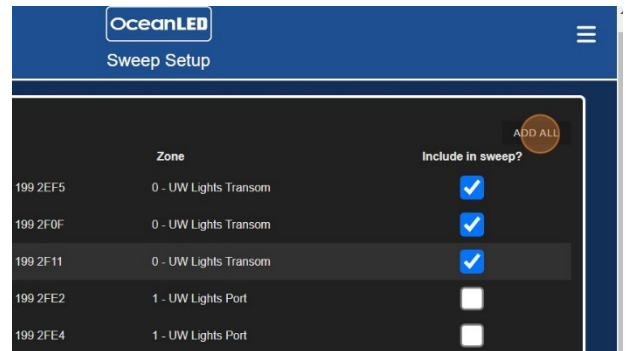 OceanLED
Sweep Setup
ADD ALL
Zone Include in sweep?
199 2EF5 0 - UW Lights Transom
199 2F0F 0 - UW Lights Transom
199 2F11 0 - UW Lights Transom
199 2FE2 1 - UW Lights Port
199 2FE4 1 - UW Lights Port